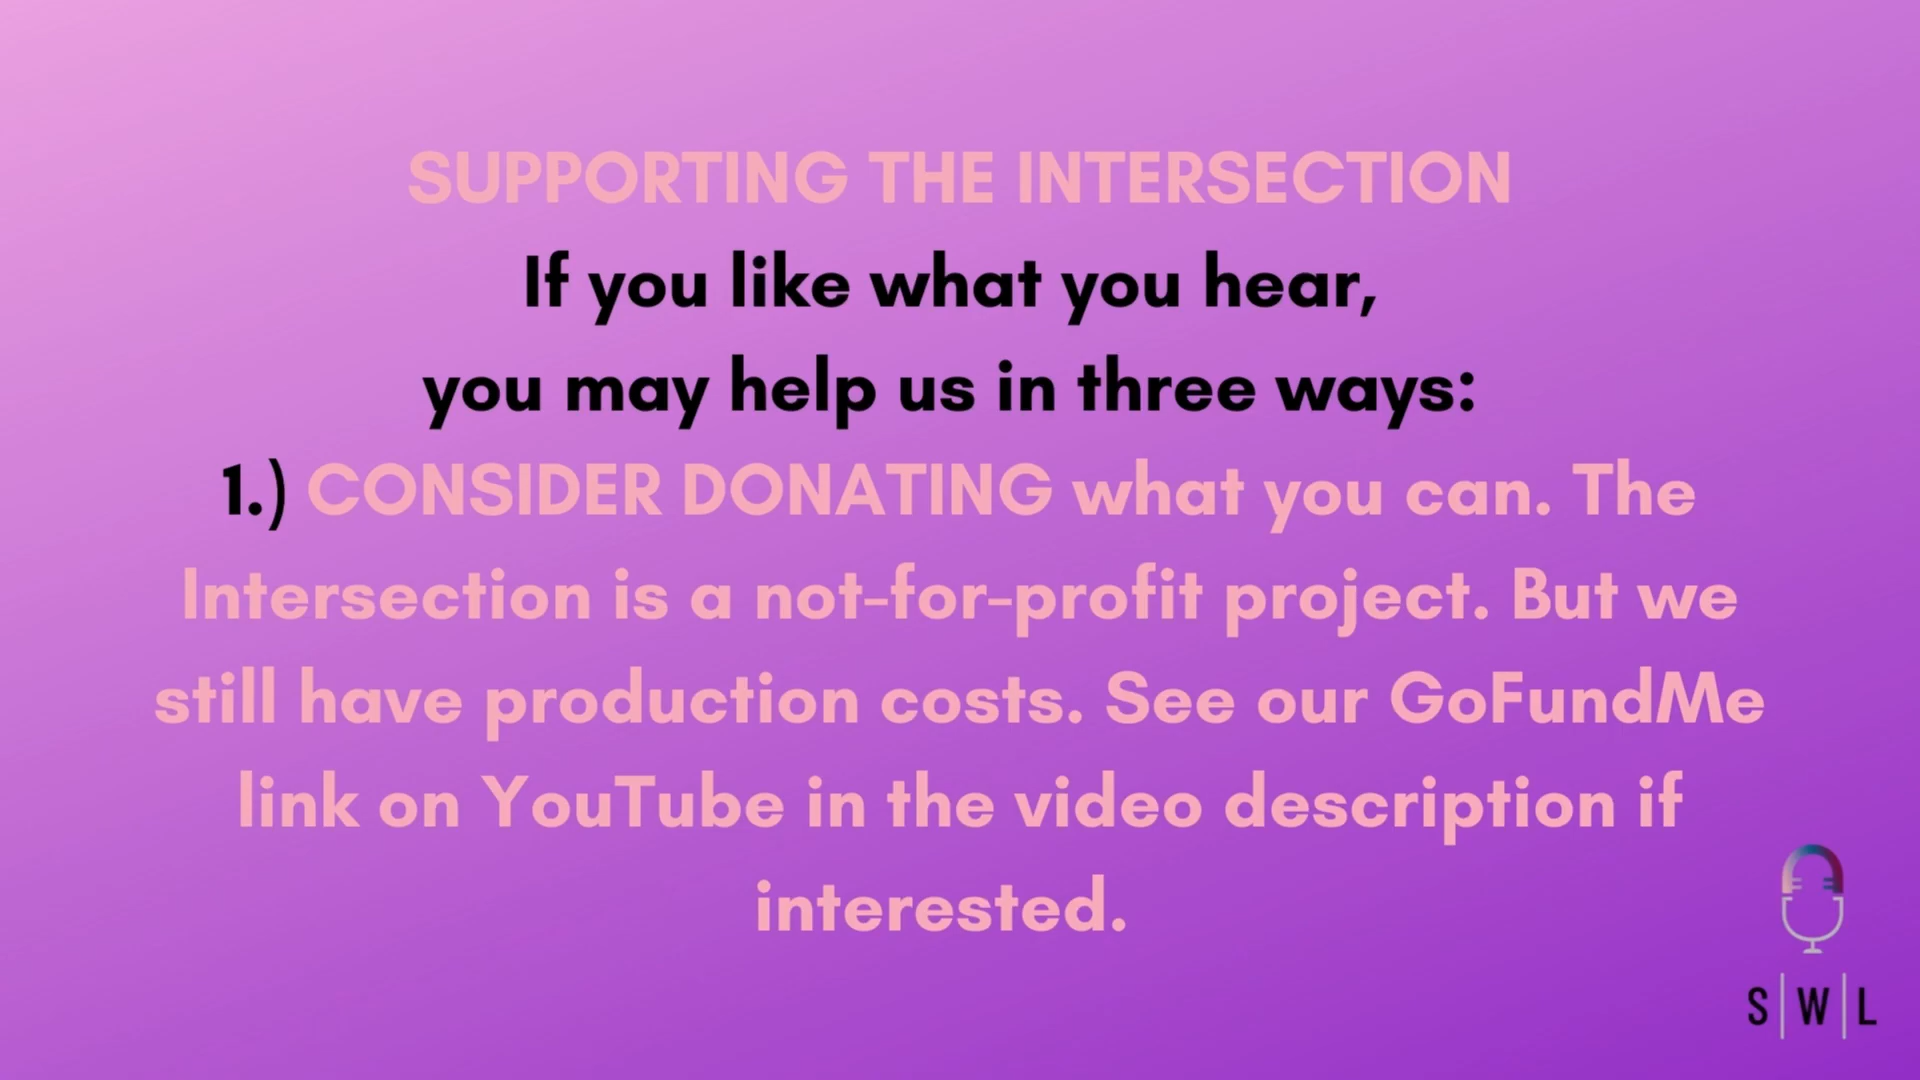 SUPPORTING THE INTERSECTION
If you like what you hear,
you may help us in three ways:
1.) CONSIDER DONATING what you can. The
Intersection is a not-for-profit project. But we
still have production costs. See our GoFundMe
link on YouTube in the video description if
interested.
S|W|L